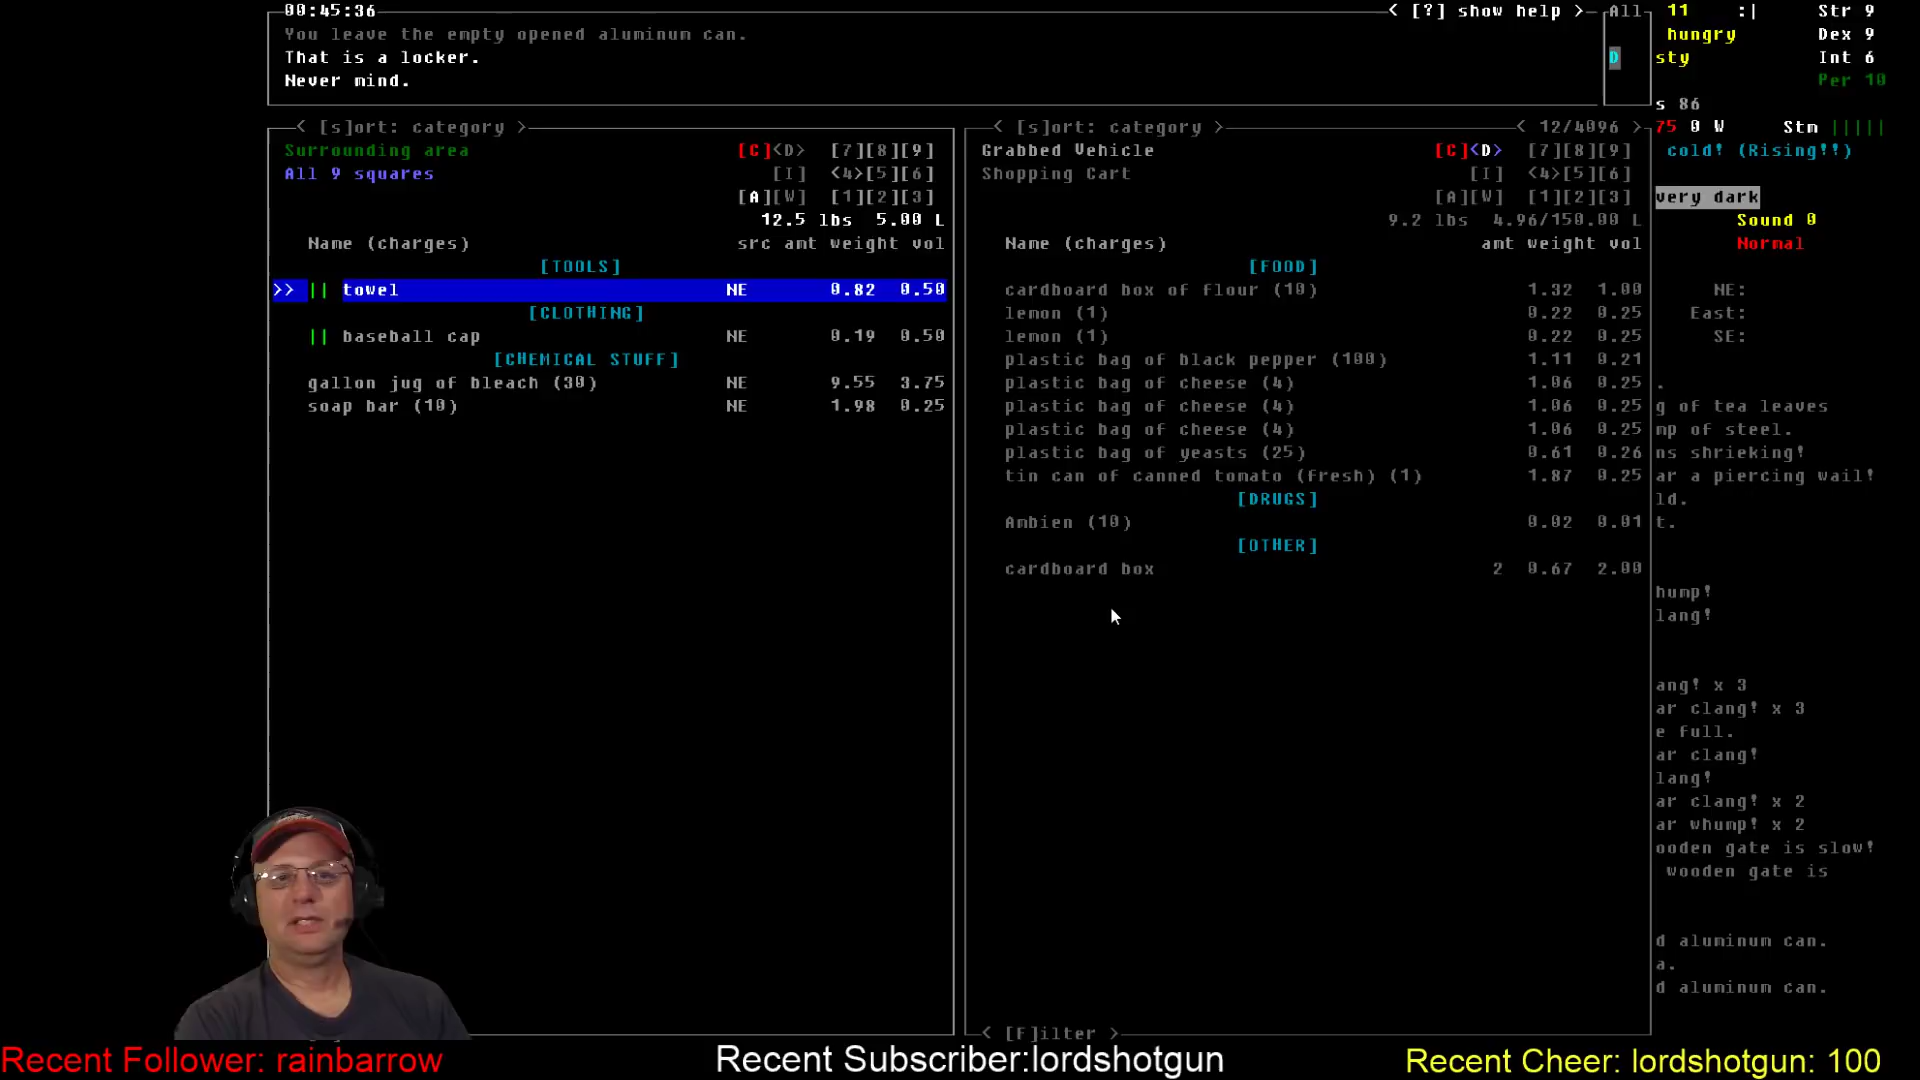 00:45:36 < [?] show help >
You leave the empty opened aluminum can.
That is a locker.
Never mind.
All
D
11 :| Str 9
hungry Dex 9
sty Int 6
Per 10
s 86
75 0 W Stm |||||
cold! (Rising!!)
very dark
Sound 0
Normal
NE:
East:
SE:
< [s]ort: category >
Surrounding area [C]<D> [7][8][9]
All 9 squares [I] <4>[5][6]
[A][W] [1][2][3]
12.5 lbs 5.00 L
Name (charges) src amt weight vol
[TOOLS]
>> || towel NE 0.82 0.50
[CLOTHING]
|| baseball cap NE 0.19 0.50
[CHEMICAL STUFF]
gallon jug of bleach (30) NE 9.55 3.75
soap bar (10) NE 1.98 0.25
< [s]ort: category > < 12/4096 >
Grabbed Vehicle [C]<D> [7][8][9]
Shopping Cart [I] <4>[5][6]
[A][W] [1][2][3]
9.2 lbs 4.96/150.00 L
Name (charges) amt weight vol
[FOOD]
cardboard box of flour (10) 1.32 1.00
lemon (1) 0.22 0.25
lemon (1) 0.22 0.25
plastic bag of black pepper (100) 1.11 0.21
plastic bag of cheese (4) 1.06 0.25
plastic bag of cheese (4) 1.06 0.25
plastic bag of cheese (4) 1.06 0.25
plastic bag of yeasts (25) 0.61 0.26
tin can of canned tomato (fresh) (1) 1.87 0.25
[DRUGS]
Ambien (10) 0.02 0.01
[OTHER]
cardboard box 2 0.67 2.00
< [F]ilter >
.
g of tea leaves
mp of steel.
ns shrieking!
ar a piercing wail!
ld.
t.
hump!
lang!
ang! x 3
ar clang! x 3
e full.
ar clang!
lang!
ar clang! x 2
ar whump! x 2
ooden gate is slow!
wooden gate is
d aluminum can.
a.
d aluminum can.
Recent Follower: rainbarrow
Recent Subscriber:lordshotgun
Recent Cheer: lordshotgun: 100